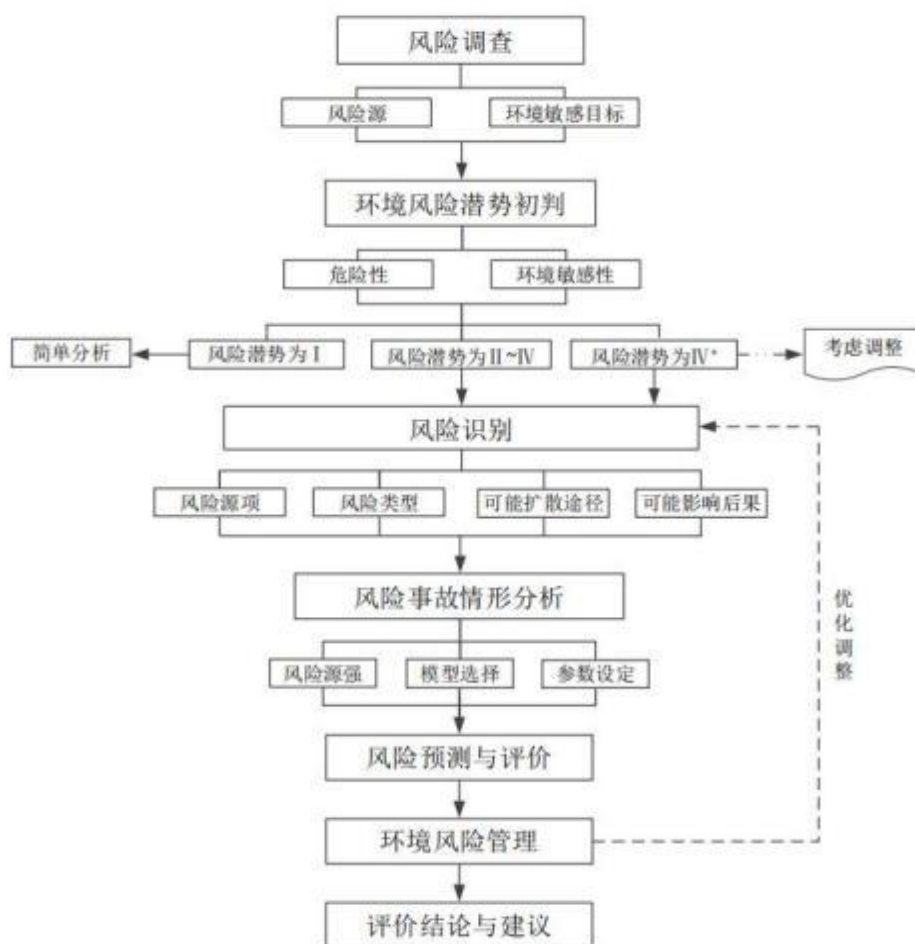 风险调查
风险源
环境敏感目标
环境风险潜势初判
危险性
环境敏感性
简单分析
风险潜势为Ⅰ
风险潜势为Ⅱ~Ⅳ
风险潜势为Ⅳ+
考虑调整
风险识别
风险源项
风险类型
可能扩散途径
可能影响后果
风险事故情形分析
风险源强
模型选择
参数设定
优化调整
风险预测与评价
环境风险管理
评价结论与建议